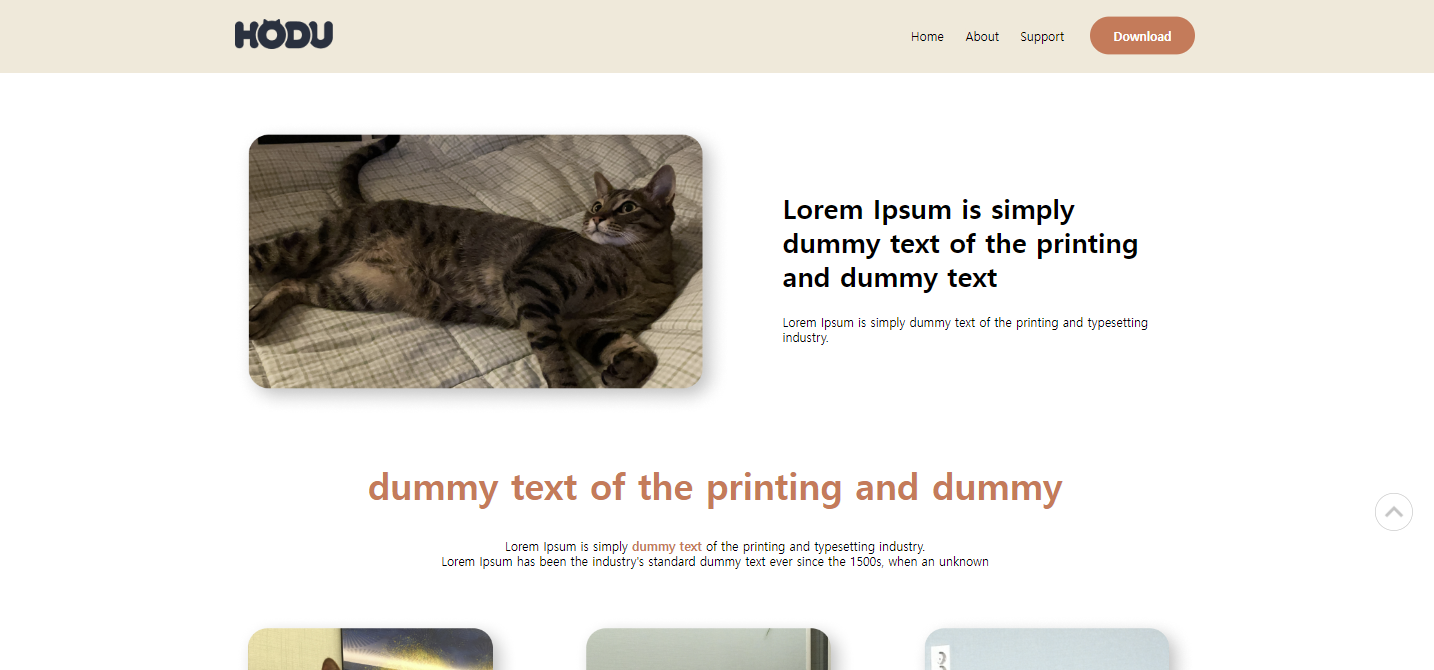 HODU
Home About Support Download
Lorem Ipsum is simply
dummy text of the printing
and dummy text
Lorem Ipsum is simply dummy text of the printing and typesetting
industry.
dummy text of the printing and dummy
Lorem Ipsum is simply dummy text of the printing and typesetting industry.
Lorem Ipsum has been the industry's standard dummy text ever since the 1500s, when an unknown